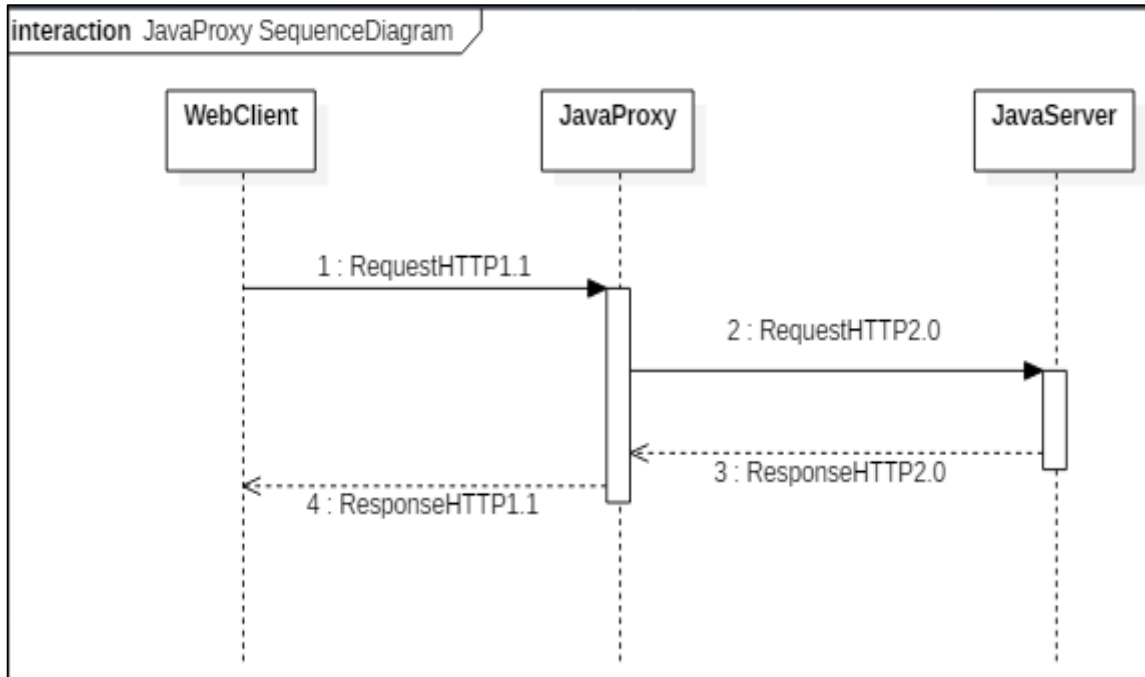 interaction JavaProxy SequenceDiagram
WebClient
JavaProxy
JavaServer
1 : RequestHTTP1.1
2 : RequestHTTP2.0
3 : ResponseHTTP2.0
4 : ResponseHTTP1.1